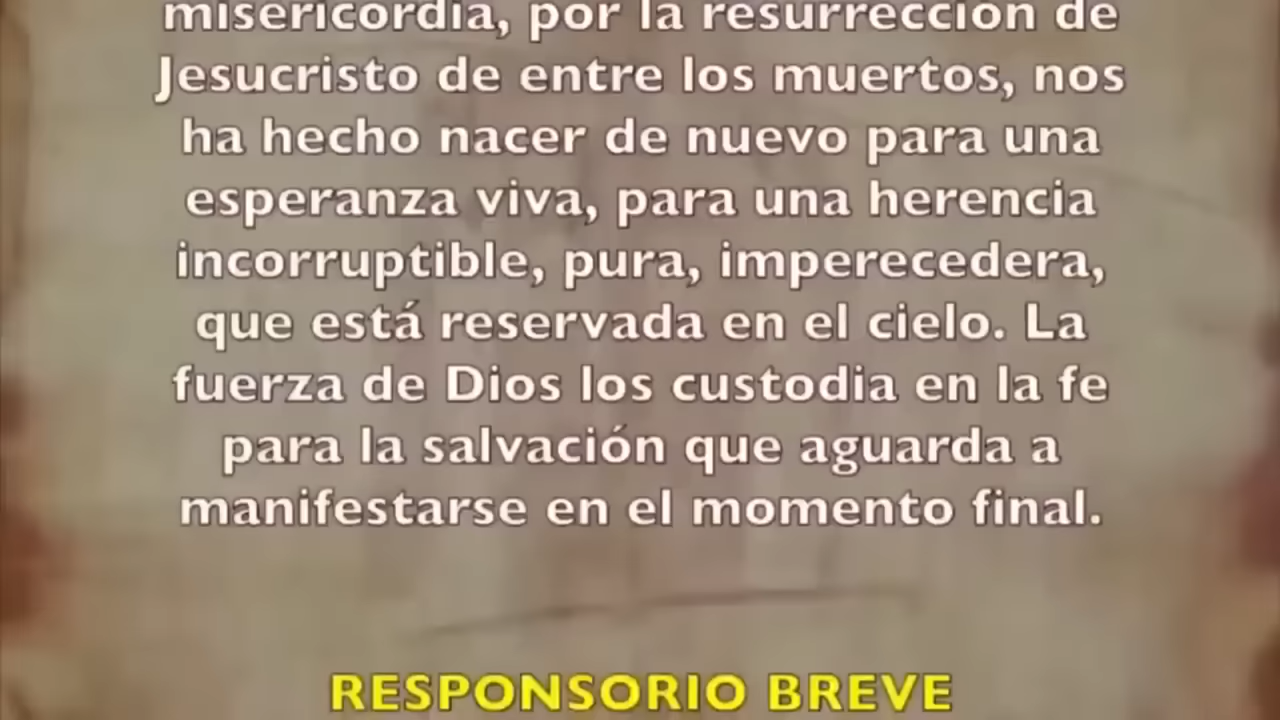 misericordia, por la resurrección de
Jesucristo de entre los muertos, nos
ha hecho nacer de nuevo para una
esperanza viva, para una herencia
incorruptible, pura, imperecedera,
que está reservada en el cielo. La
fuerza de Dios los custodia en la fe
para la salvación que aguarda a
manifestarse en el momento final.
RESPONSORIO BREVE